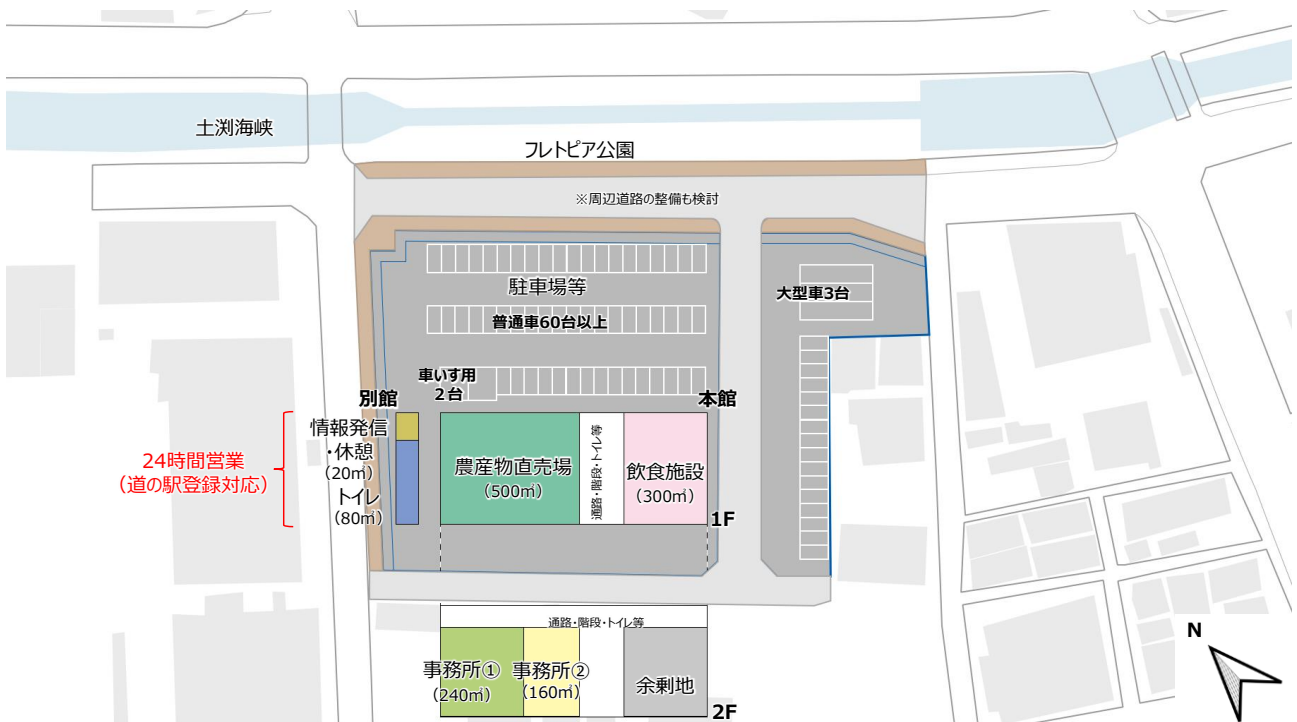 土渕海峡
フレトピア公園
※周辺道路の整備も検討
駐車場等
大型車3台
普通車60台以上
車いす用
2台
別館
本館
情報発信
・休憩
(20㎡)
トイレ
(80㎡)
24時間営業
(道の駅登録対応)
農産物直売場
(500㎡)
通路・階段・トイレ等
飲食施設
(300㎡)
1F
通路・階段・トイレ等
事務所①
(240㎡)
事務所②
(160㎡)
余剰地
2F
N